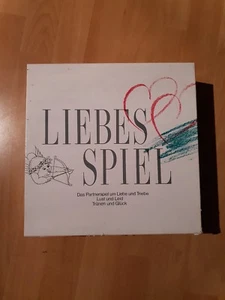 LIEBES
SPIEL
Das Partnerspiel um Liebe und Triebe
Lust und Leid
Tränen und Glück